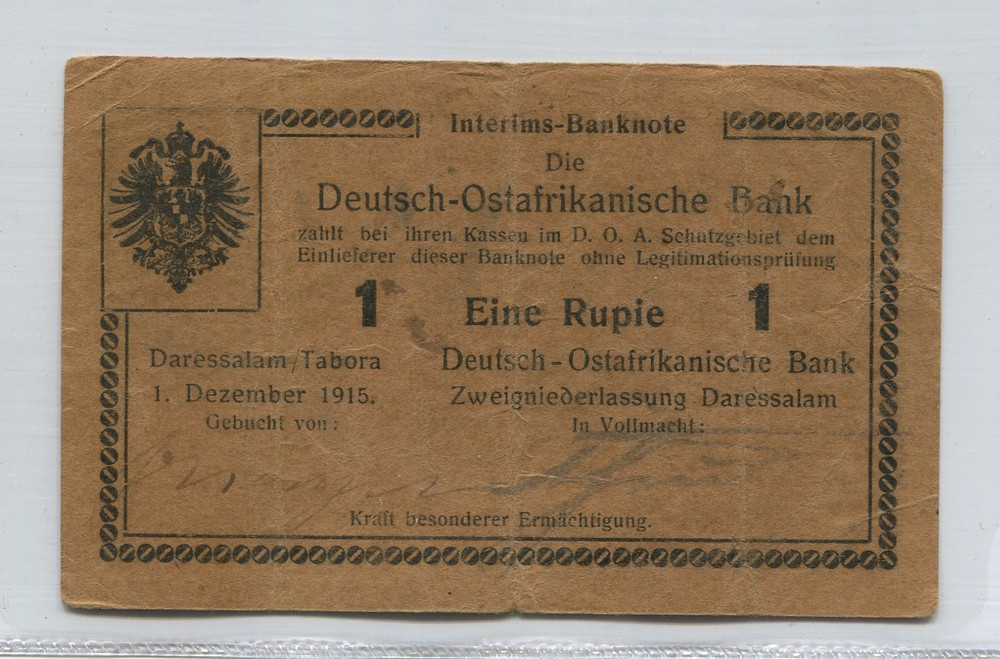 Interims-Banknote
Die
Deutsch-Ostafrikanische Bank
zahlt bei ihren Kassen im D. O. A. Schutzgebiet dem
Einlieferer dieser Banknote ohne Legitimationsprüfung
1 Eine Rupie 1
Daressalam/Tabora
1. Dezember 1915.
Gebucht von:
Deutsch-Ostafrikanische Bank
Zweigniederlassung Daressalam
In Vollmacht:
Kraft besonderer Ermächtigung.